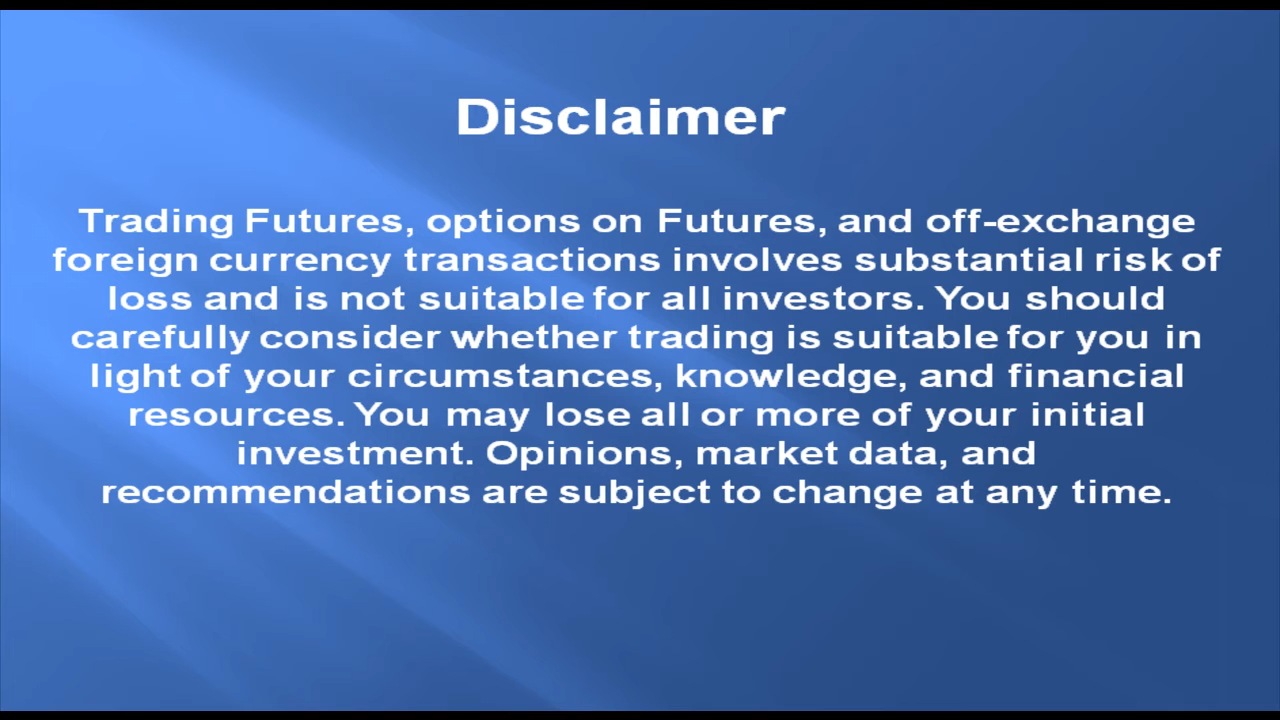 Disclaimer
Trading Futures, options on Futures, and off-exchange
foreign currency transactions involves substantial risk of
loss and is not suitable for all investors. You should
carefully consider whether trading is suitable for you in
light of your circumstances, knowledge, and financial
resources. You may lose all or more of your initial
investment. Opinions, market data, and
recommendations are subject to change at any time.